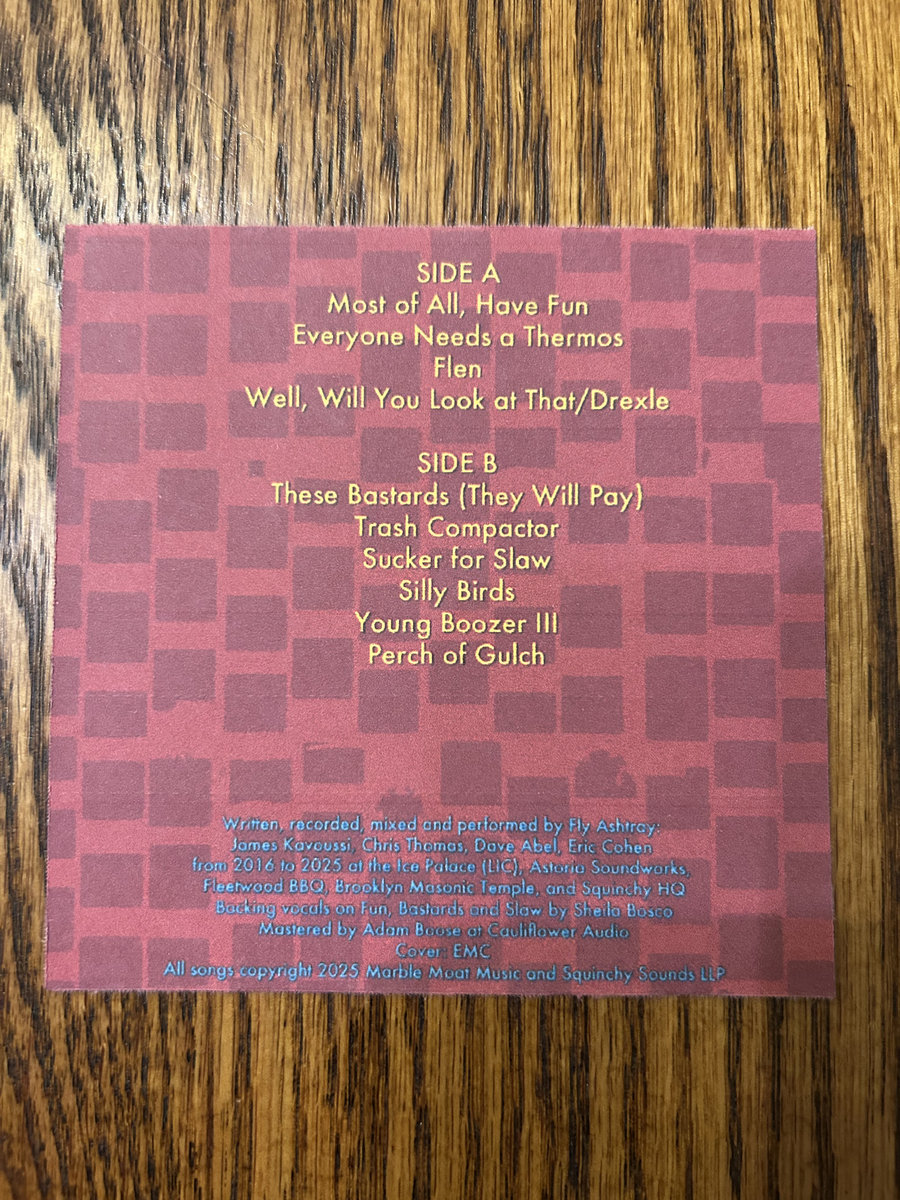 SIDE A
Most of All, Have Fun
Everyone Needs a Thermos
Flen
Well, Will You Look at That/Drexle
SIDE B
These Bastards (They Will Pay)
Trash Compactor
Sucker for Slaw
Silly Birds
Young Boozer III
Perch of Gulch
Written, recorded, mixed and performed by Fly Ashtray:
James Kavoussi, Chris Thomas, Dave Abel, Eric Cohen
from 2016 to 2025 at the Ice Palace (LIC), Astoria Soundworks,
Fleetwood BBQ, Brooklyn Masonic Temple, and Squinchy HQ
Backing vocals on Fun, Bastards and Slaw by Sheila Bosco
Mastered by Adam Boose at Cauliflower Audio
Cover: EMC
All songs copyright 2025 Marble Moat Music and Squinchy Sounds LLP